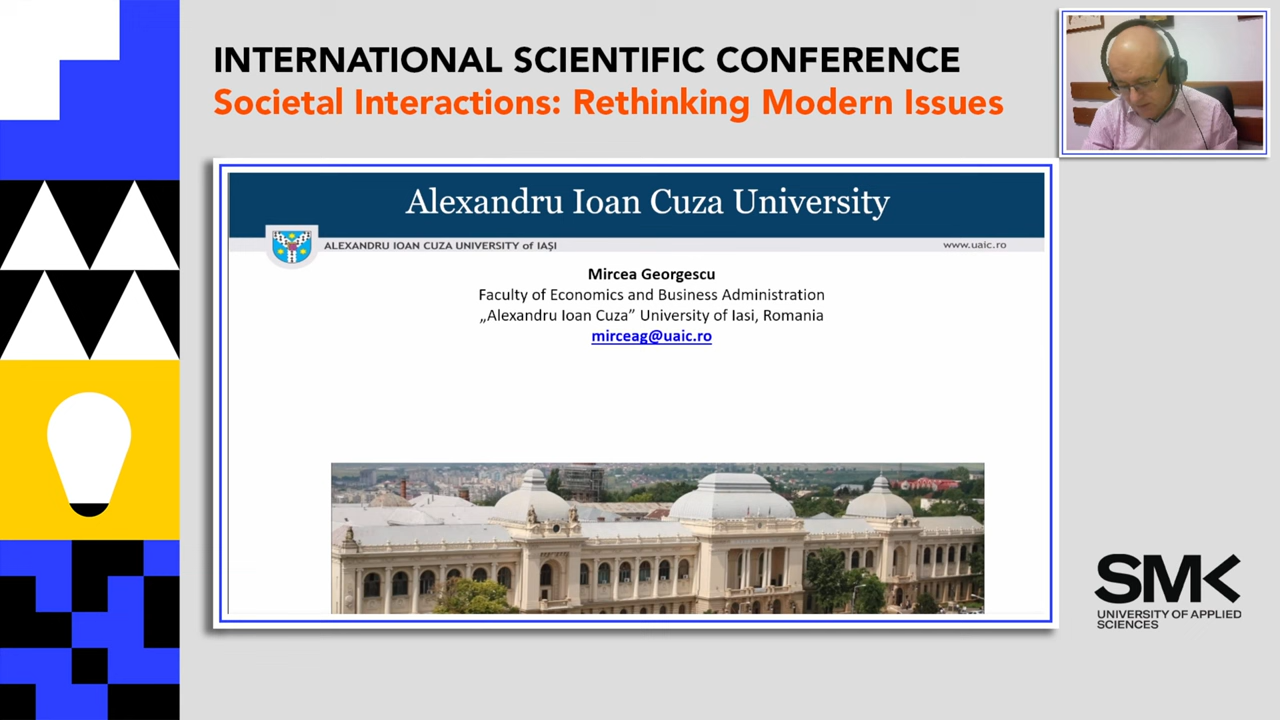 INTERNATIONAL SCIENTIFIC CONFERENCE
Societal Interactions: Rethinking Modern Issues
Alexandru Ioan Cuza University
ALEXANDRU IOAN CUZA UNIVERSITY of IAŞI
www.uaic.ro
Mircea Georgescu
Faculty of Economics and Business Administration
„Alexandru Ioan Cuza” University of Iasi, Romania
mirceag@uaic.ro
SMK
UNIVERSITY OF APPLIED
SCIENCES